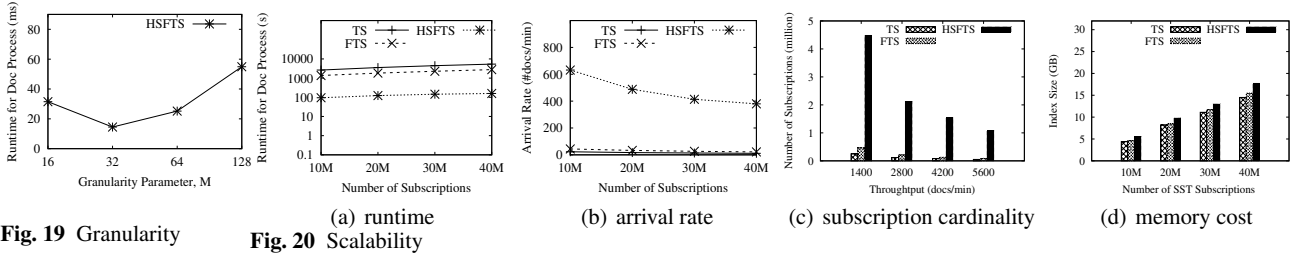 Runtime for Doc Process (ms)
HSFTS
80
60
40
20
0
16
32
64
128
Granularity Parameter, M
Fig. 19 Granularity
Runtime for Doc Process (s)
TS
HSFTS
FTS
10000
1000
100
10
1
0.1
10M
20M
30M
40M
Number of Subscriptions
(a) runtime
Arrival Rate (#docs/min)
TS
HSFTS
FTS
800
600
400
200
0
10M
20M
30M
40M
Number of Subscriptions
(b) arrival rate
Number of Subscriptions (million)
TS
HSFTS
FTS
5
4
3
2
1
0
1400
2800
4200
5600
Throughtput (docs/min)
(c) subscription cardinality
Index Size (GB)
TS
HSFTS
FTS
30
25
20
15
10
5
0
10M
20M
30M
40M
Number of SST Subscriptions
(d) memory cost
Fig. 20 Scalability